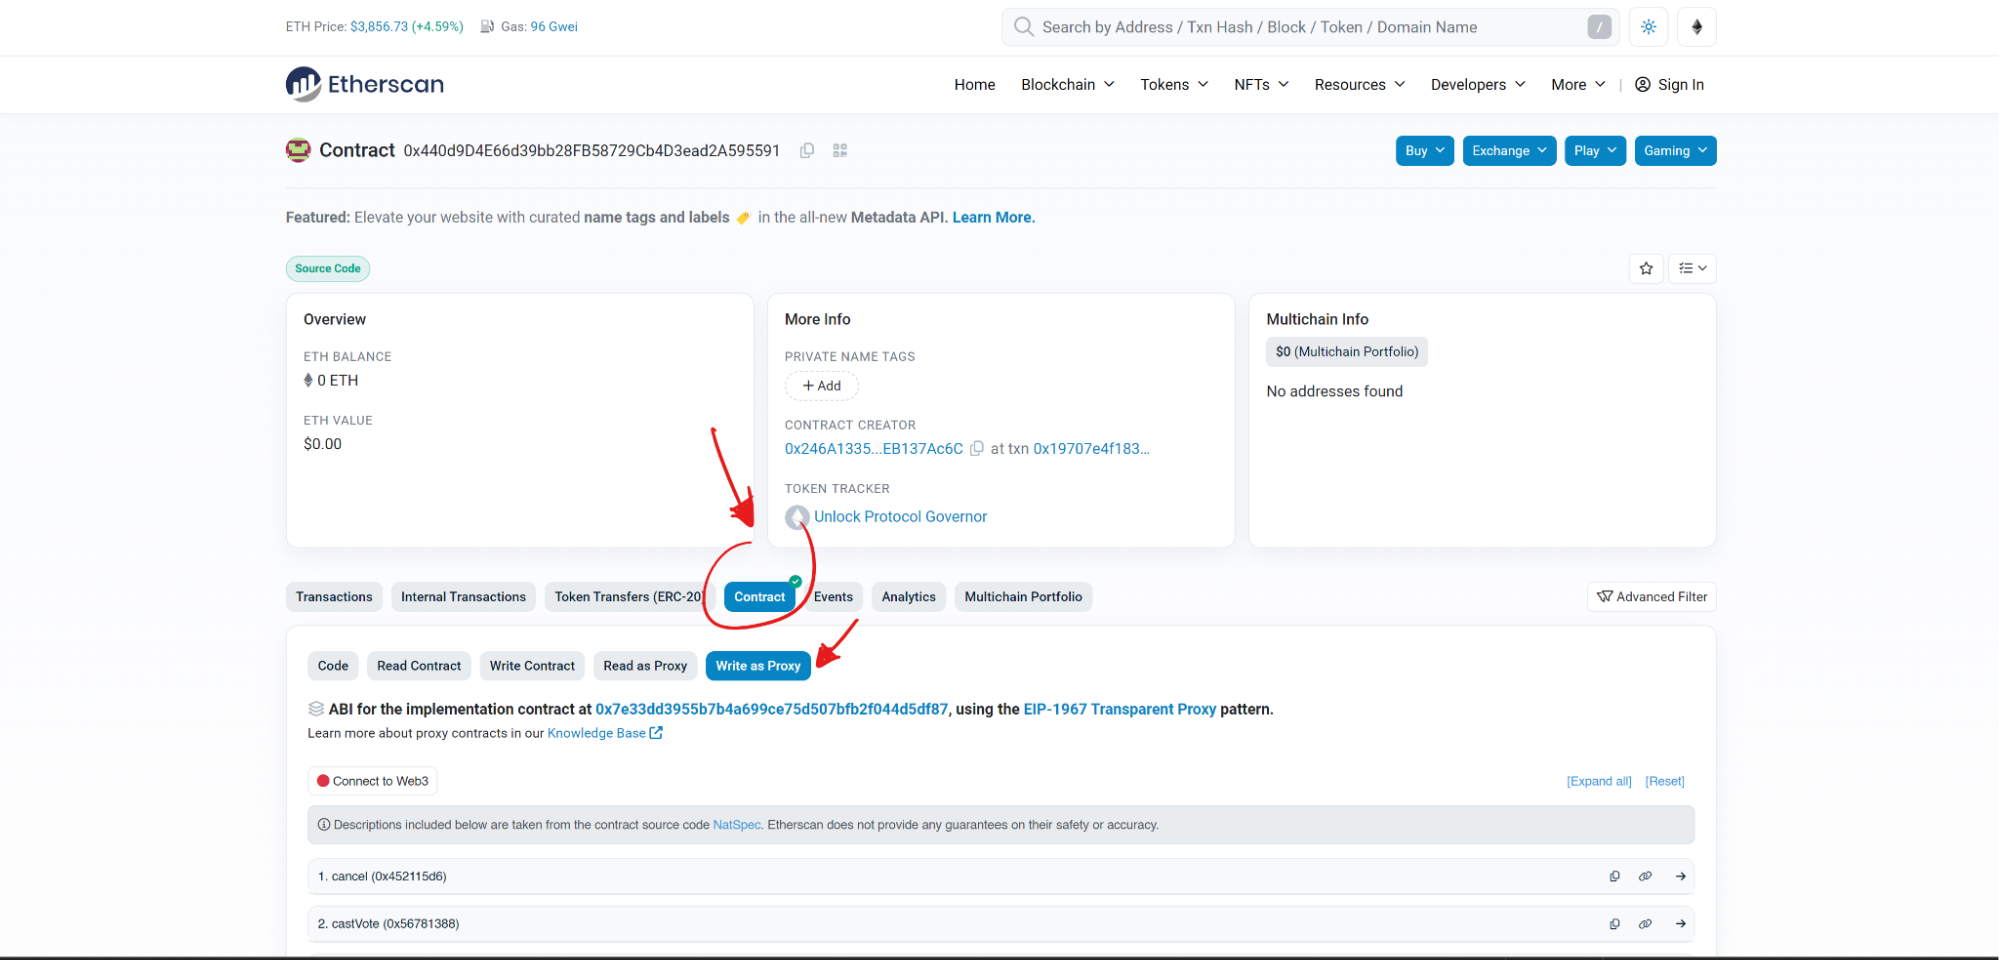 ETH Price: $3,856.73 (+4.59%) Gas: 96 Gwei
Search by Address / Txn Hash / Block / Token / Domain Name /
Etherscan
Home Blockchain Tokens NFTs Resources Developers More | Sign In
Contract 0x440d9D4E66d39bb28FB58729Cb4D3ead2A595591
Buy Exchange Play Gaming
Featured: Elevate your website with curated name tags and labels in the all-new Metadata API. Learn More.
Source Code
Overview
ETH BALANCE
0 ETH
ETH VALUE
$0.00
More Info
PRIVATE NAME TAGS
+ Add
CONTRACT CREATOR
0x246A1335...EB137Ac6C at txn 0x19707e4f183...
TOKEN TRACKER
Unlock Protocol Governor
Multichain Info
$0 (Multichain Portfolio)
No addresses found
Transactions Internal Transactions Token Transfers (ERC-20) Contract Events Analytics Multichain Portfolio Advanced Filter
Code Read Contract Write Contract Read as Proxy Write as Proxy
ABI for the implementation contract at 0x7e33dd3955b7b4a699ce75d507bfb2f044d5df87, using the EIP-1967 Transparent Proxy pattern.
Learn more about proxy contracts in our Knowledge Base
Connect to Web3 [Expand all] [Reset]
Descriptions included below are taken from the contract source code NatSpec. Etherscan does not provide any guarantees on their safety or accuracy.
1. cancel (0x452115d6)
2. castVote (0x56781388)